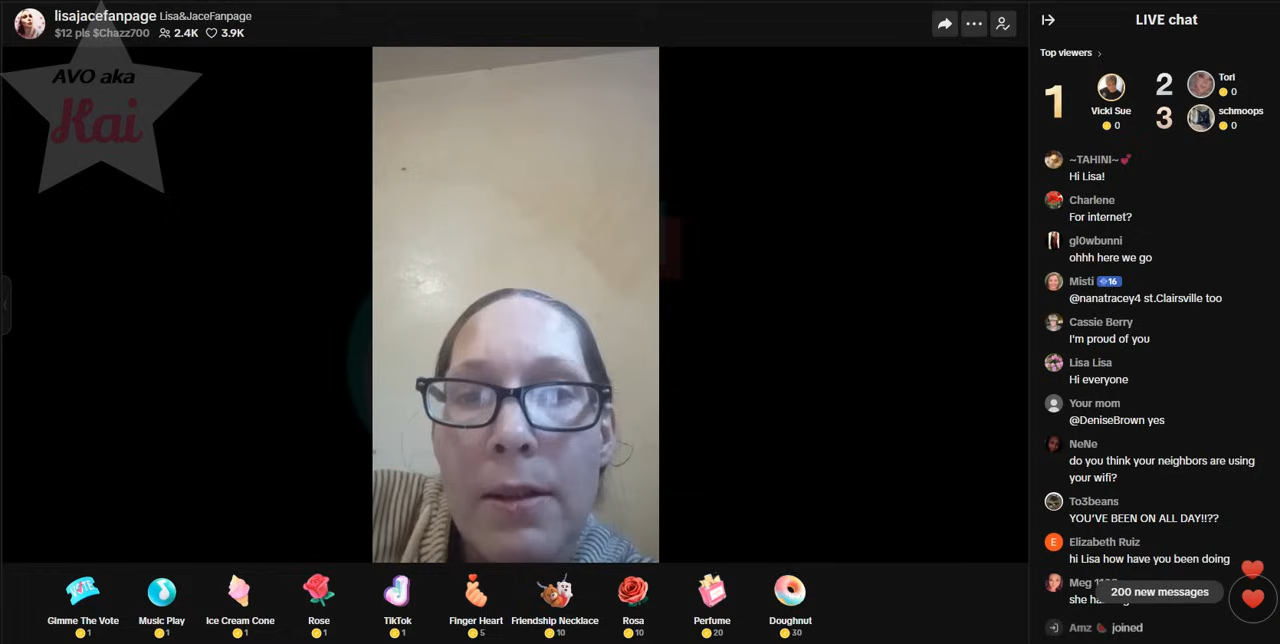 lisajacefanpage Lisa&JaceFanpage
$12 pls $Chazz700 2.4K 3.9K
AVO aka
Kai
LIVE chat
Top viewers
1
Vicki Sue
0
2
Tori
0
3
schmoops
0
~TAHINI~💕
Hi Lisa!
Charlene
For internet?
gl0wbunni
ohhh here we go
Misti 16
@nanatracey4 st.Clairsville too
Cassie Berry
I'm proud of you
Lisa Lisa
Hi everyone
Your mom
@DeniseBrown yes
NeNe
do you think your neighbors are using
your wifi?
To3beans
YOU'VE BEEN ON ALL DAY!!??
Elizabeth Ruiz
hi Lisa how have you been doing
Meg
200 new messages
Amz 🍉 joined
Gimme The Vote
1
Music Play
1
Ice Cream Cone
1
Rose
1
TikTok
1
Finger Heart
5
Friendship Necklace
10
Rosa
10
Perfume
20
Doughnut
30